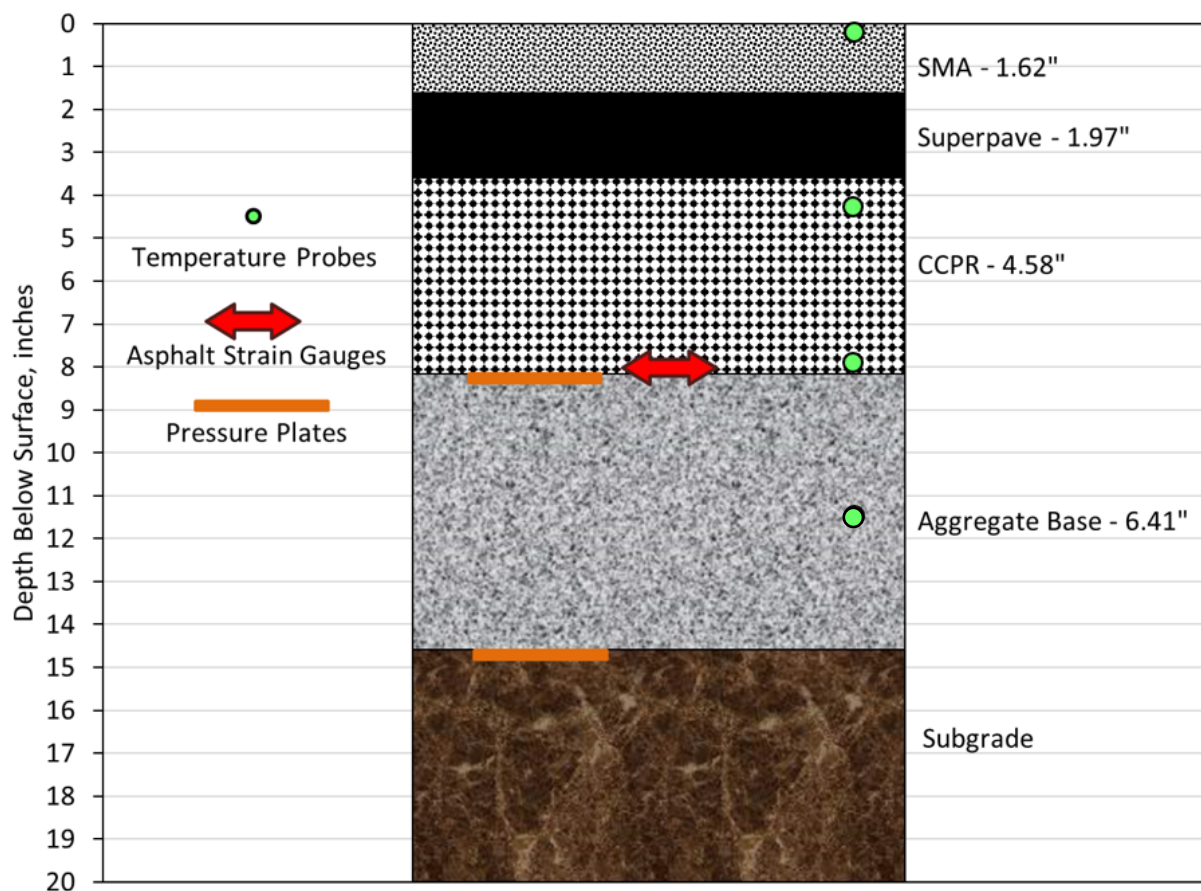 Depth Below Surface, inches
0
1
2
3
4
5
6
7
8
9
10
11
12
13
14
15
16
17
18
19
20
Temperature Probes
Asphalt Strain Gauges
Pressure Plates
SMA - 1.62"
Superpave - 1.97"
CCPR - 4.58"
Aggregate Base - 6.41"
Subgrade